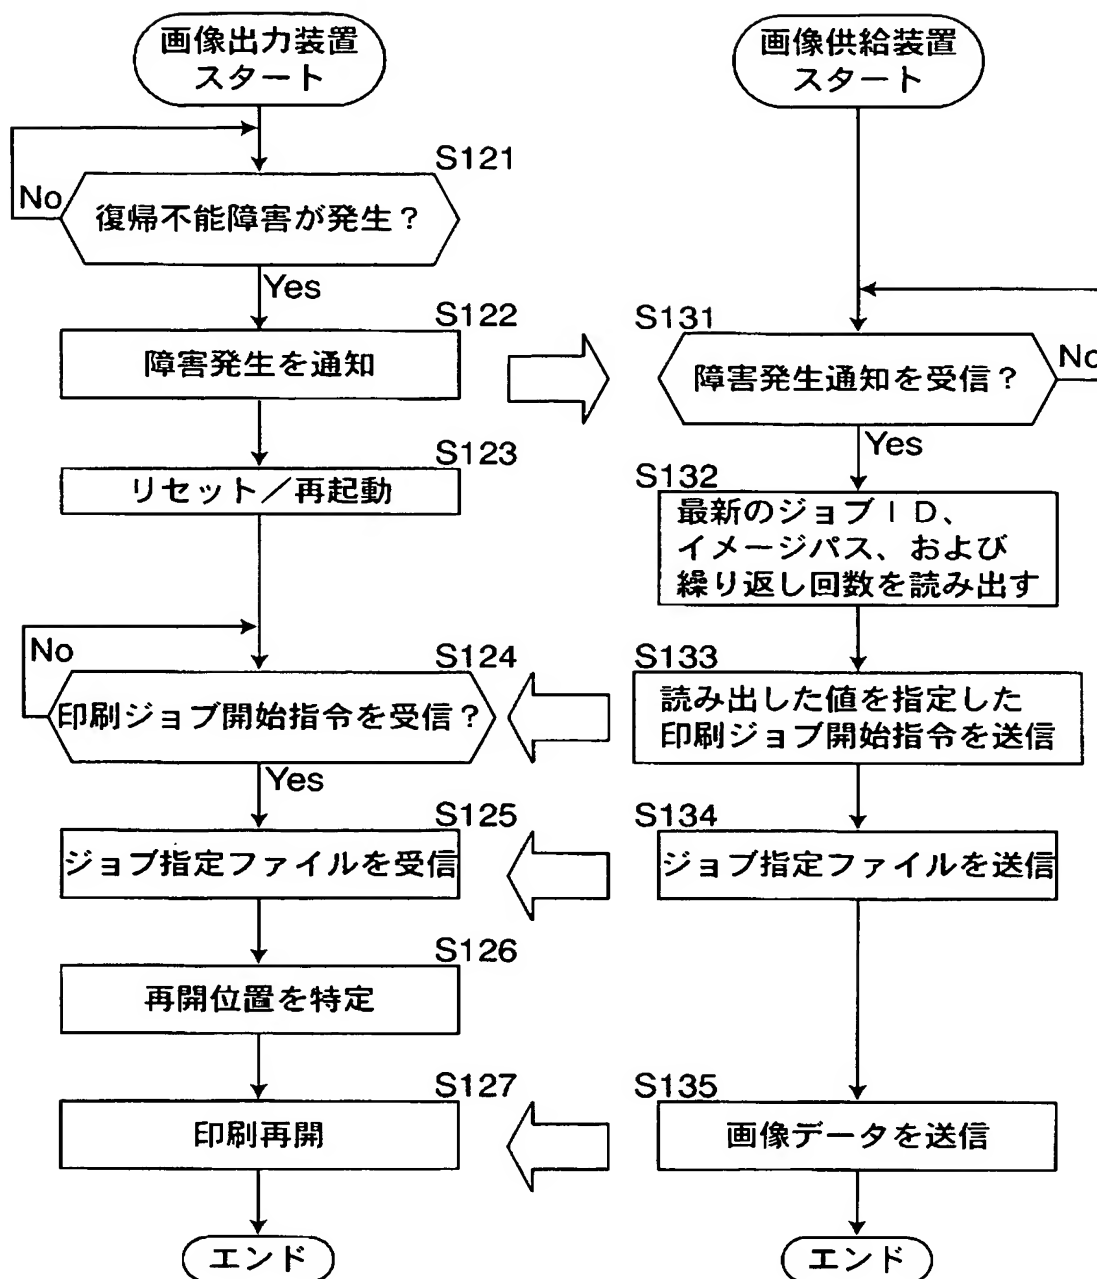 画像出力装置
スタート
S121
No
復帰不能障害が発生?
Yes
S122
障害発生を通知
S123
リセット/再起動
No
S124
印刷ジョブ開始指令を受信?
Yes
S125
ジョブ指定ファイルを受信
S126
再開位置を特定
S127
印刷再開
エンド
画像供給装置
スタート
S131
No
障害発生通知を受信?
Yes
S132
最新のジョブID、
イメージパス、および
繰り返し回数を読み出す
S133
読み出した値を指定した
印刷ジョブ開始指令を送信
S134
ジョブ指定ファイルを送信
S135
画像データを送信
エンド